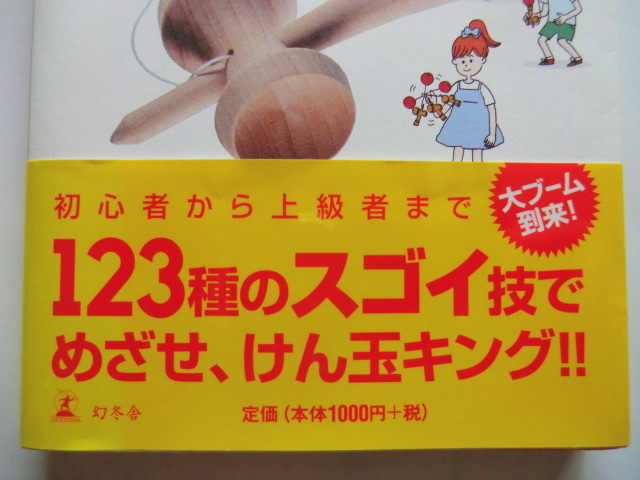 初心者から上級者まで
大ブーム
到来!
123種のスゴイ技で
めざせ、けん玉キング!!
幻冬舎
定価(本体1000円+税)